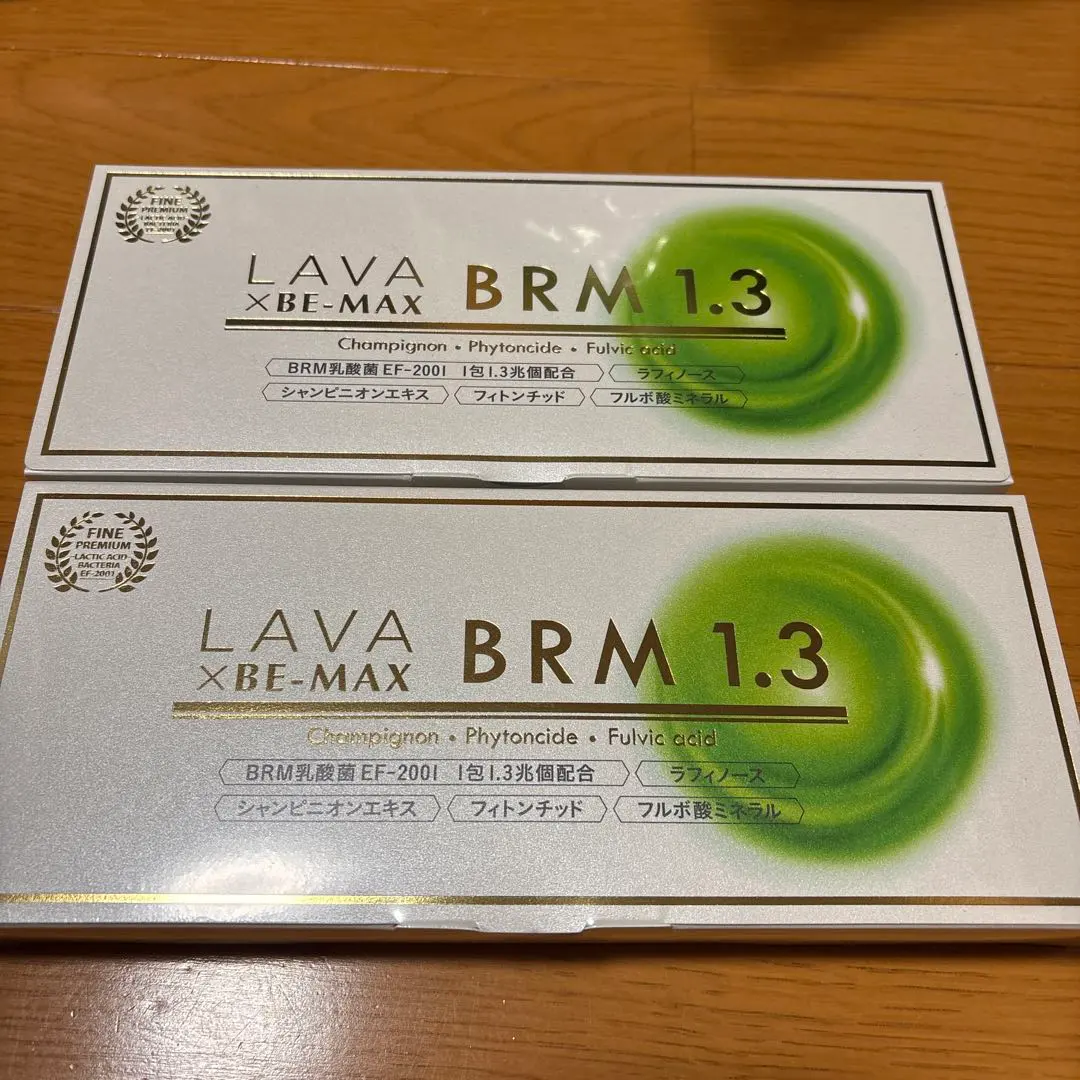 FINE
PREMIUM
LACTIC ACID
BACTERIA
EF-2001
LAVA
×BE-MAX
BRM 1.3
Champignon • Phytoncide • Fulvic acid
BRM乳酸菌 EF-2001 1包1.3兆個配合
ラフィノース
シャンピニオンエキス
フィトンチッド
フルボ酸ミネラル
FINE
PREMIUM
-LACTIC ACID-
BACTERIA
EF-2001
LAVA
×BE-MAX
BRM 1.3
Champignon • Phytoncide • Fulvic acid
BRM乳酸菌 EF-2001 1包1.3兆個配合
ラフィノース
シャンピニオンエキス
フィトンチッド
フルボ酸ミネラル